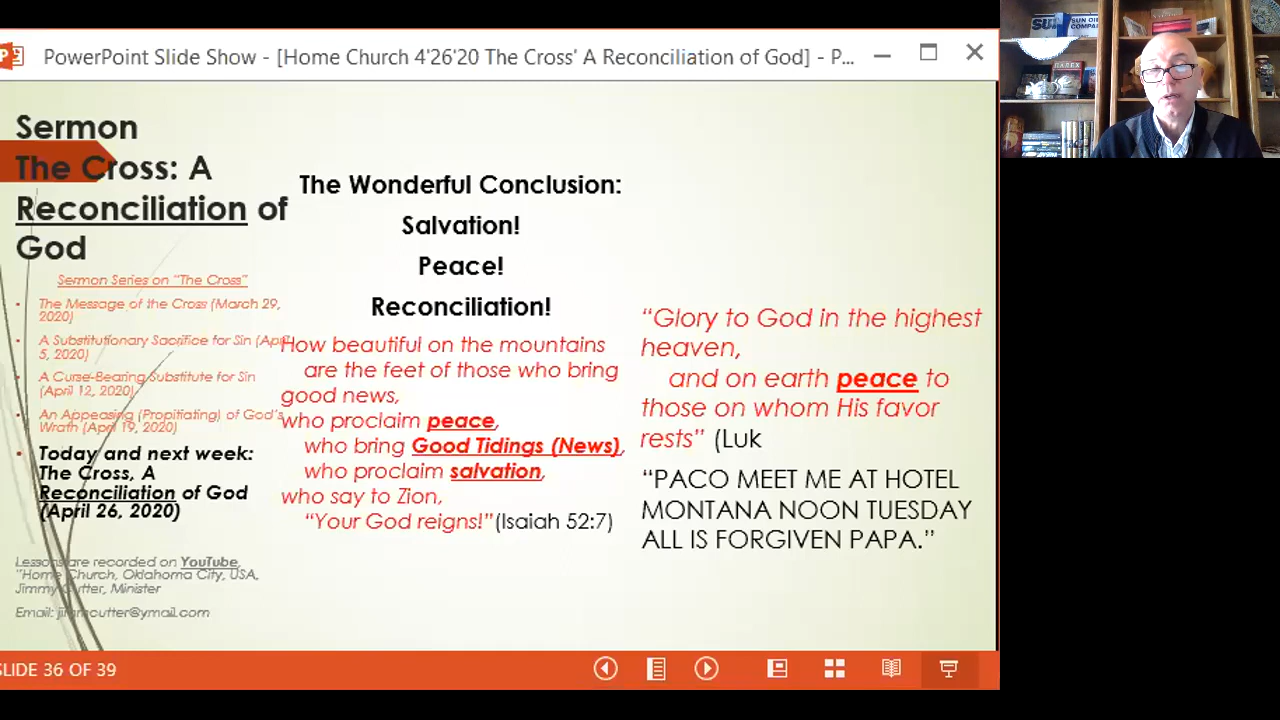 PowerPoint Slide Show - [Home Church 4'26'20 The Cross' A Reconciliation of God] - P...
Sermon
The Cross: A
Reconciliation of
God
Sermon Series on "The Cross"
• The Message of the Cross (March 29,
2020)
• A Substitutionary Sacrifice for Sin (April
5, 2020)
• A Curse-Bearing Substitute for Sin
(April 12, 2020)
• An Appeasing (Propitiating) of God's
Wrath (April 19, 2020)
• Today and next week:
The Cross, A
Reconciliation of God
(April 26, 2020)
Lessons are recorded on YouTube,
"Home Church, Oklahoma City, USA,
Jimmy Cutter, Minister
Email:
The Wonderful Conclusion:
Salvation!
Peace!
Reconciliation!
How beautiful on the mountains
are the feet of those who bring
good news,
who proclaim peace,
who bring Good Tidings (News),
who proclaim salvation,
who say to Zion,
"Your God reigns!"(Isaiah 52:7)
"Glory to God in the highest
heaven,
and on earth peace to
those on whom His favor
rests" (Luk
"PACO MEET ME AT HOTEL
MONTANA NOON TUESDAY
ALL IS FORGIVEN PAPA."
SLIDE 36 OF 39
SUN
SUN OIL
COMPANY